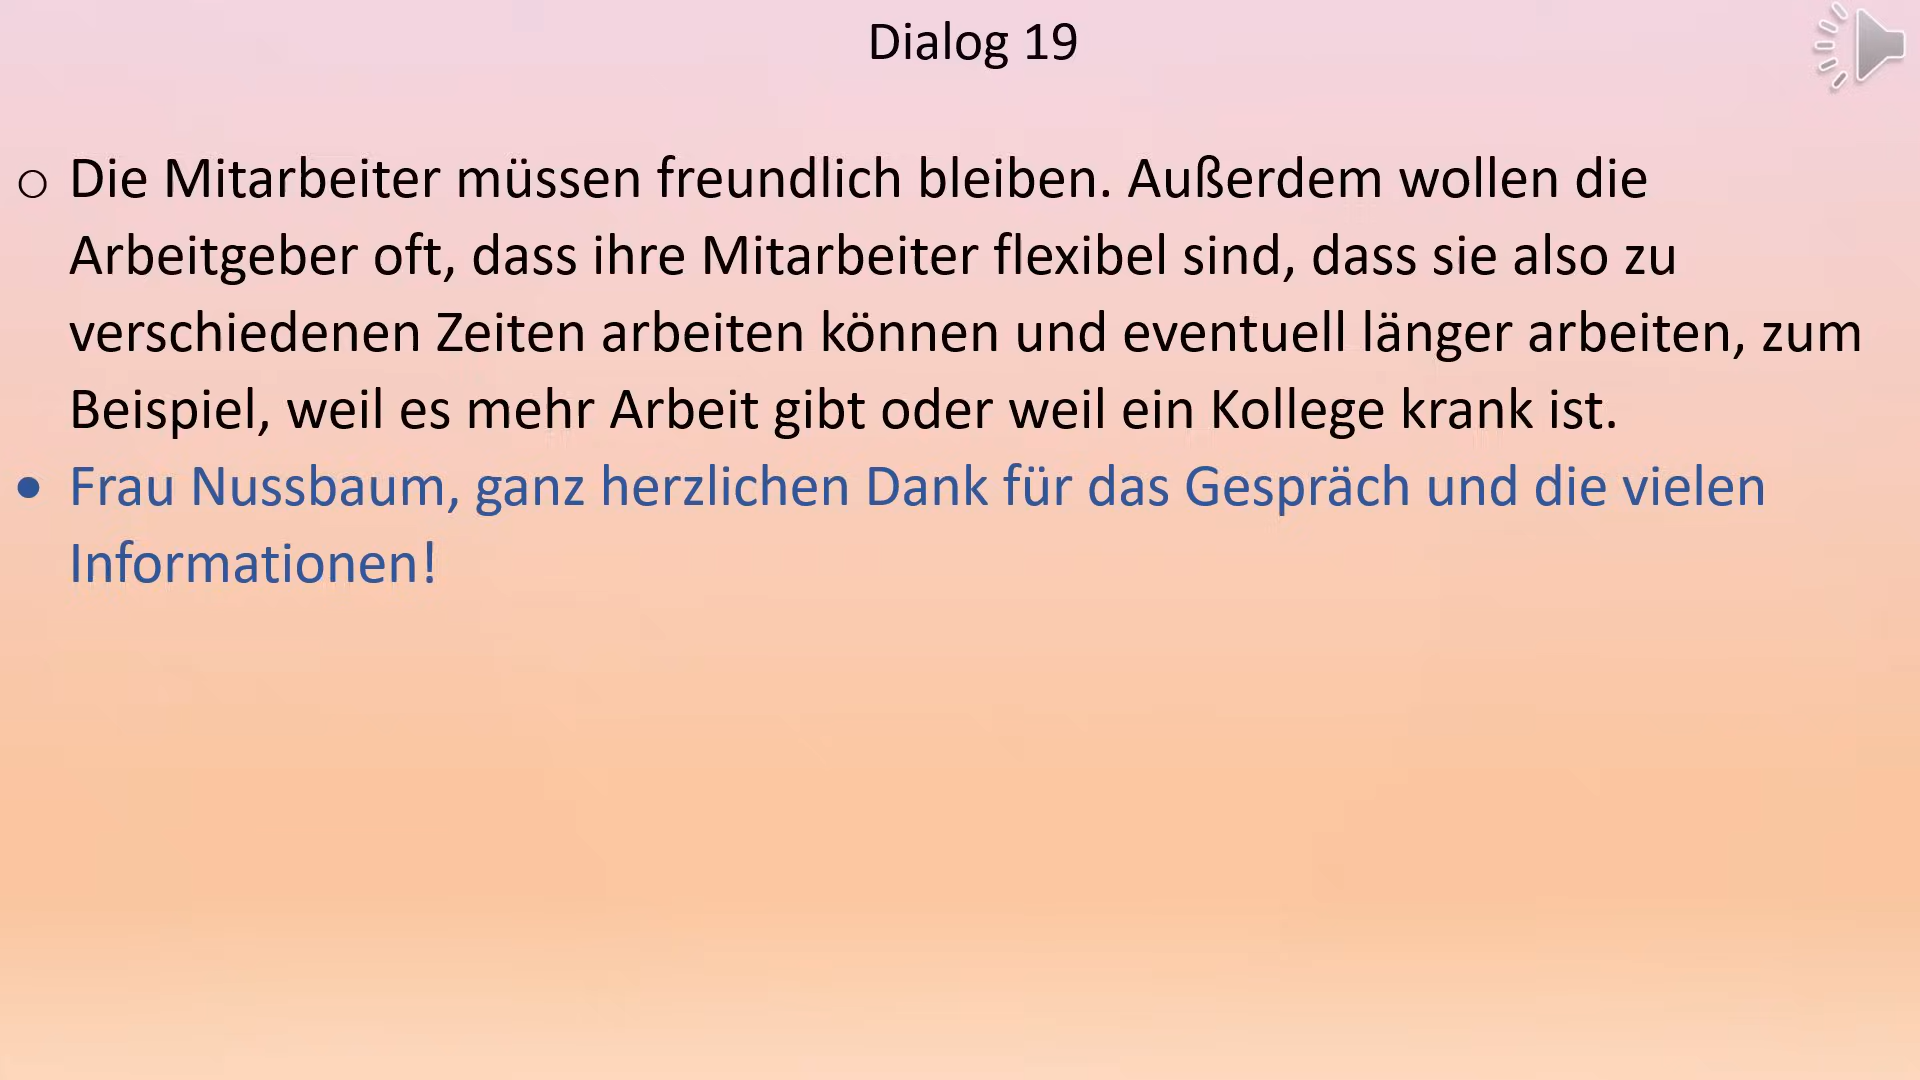 Dialog 19
o Die Mitarbeiter müssen freundlich bleiben. Außerdem wollen die
Arbeitgeber oft, dass ihre Mitarbeiter flexibel sind, dass sie also zu
verschiedenen Zeiten arbeiten können und eventuell länger arbeiten, zum
Beispiel, weil es mehr Arbeit gibt oder weil ein Kollege krank ist.
• Frau Nussbaum, ganz herzlichen Dank für das Gespräch und die vielen
Informationen!